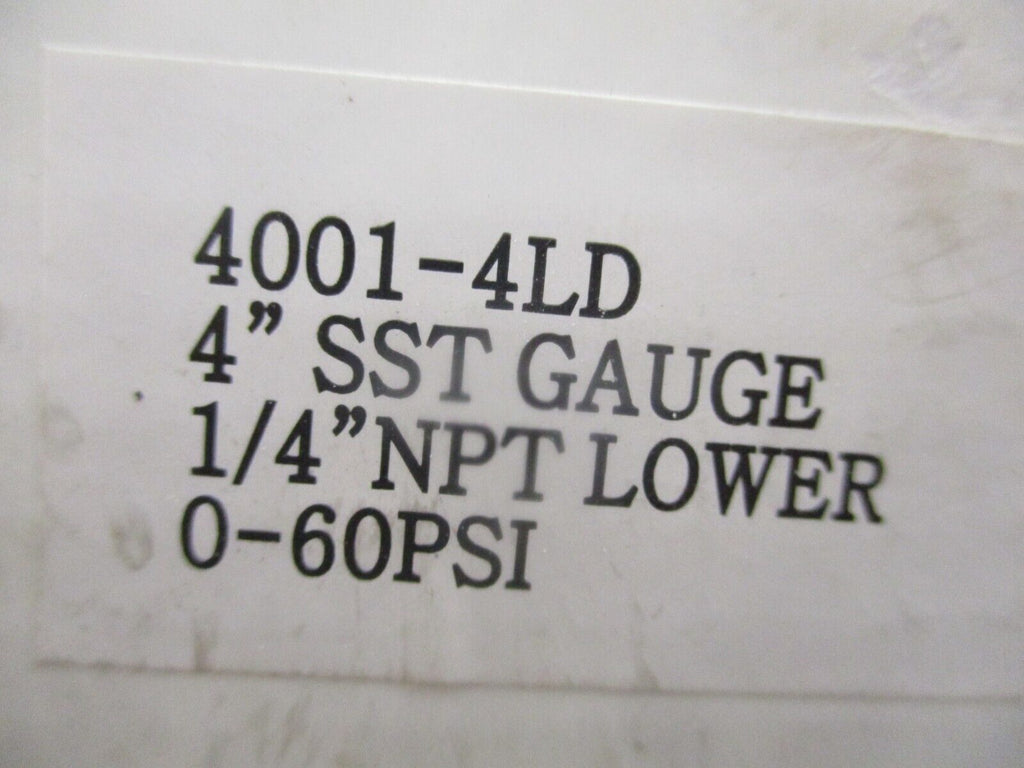 4001-4LD
4” SST GAUGE
1/4”NPT LOWER
0-60PSI